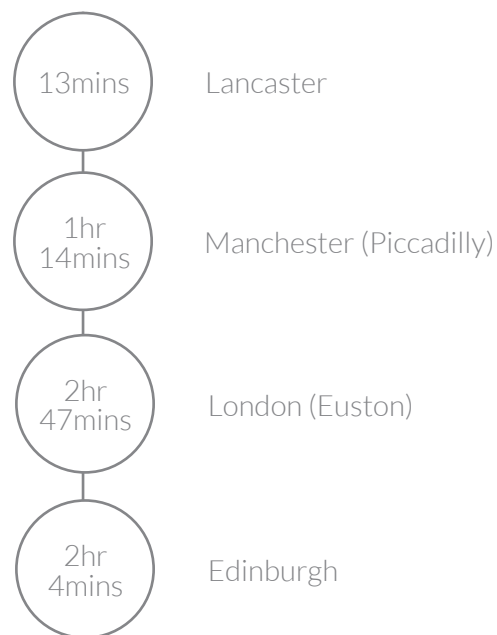 13mins
Lancaster
1hr
14mins
Manchester (Piccadilly)
2hr
47mins
London (Euston)
2hr
4mins
Edinburgh